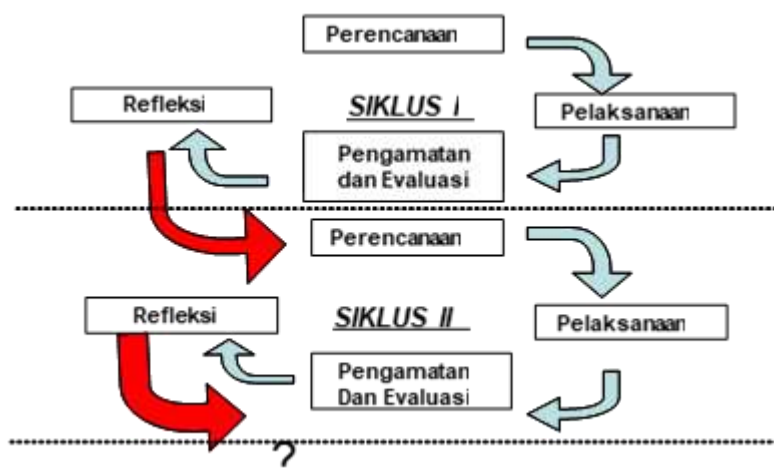 Perencanaan
Refleksi
SIKLUS I
Pelaksanaan
Pengamatan
dan Evaluasi
Perencanaan
Refleksi
SIKLUS II
Pelaksanaan
Pengamatan
Dan Evaluasi
?